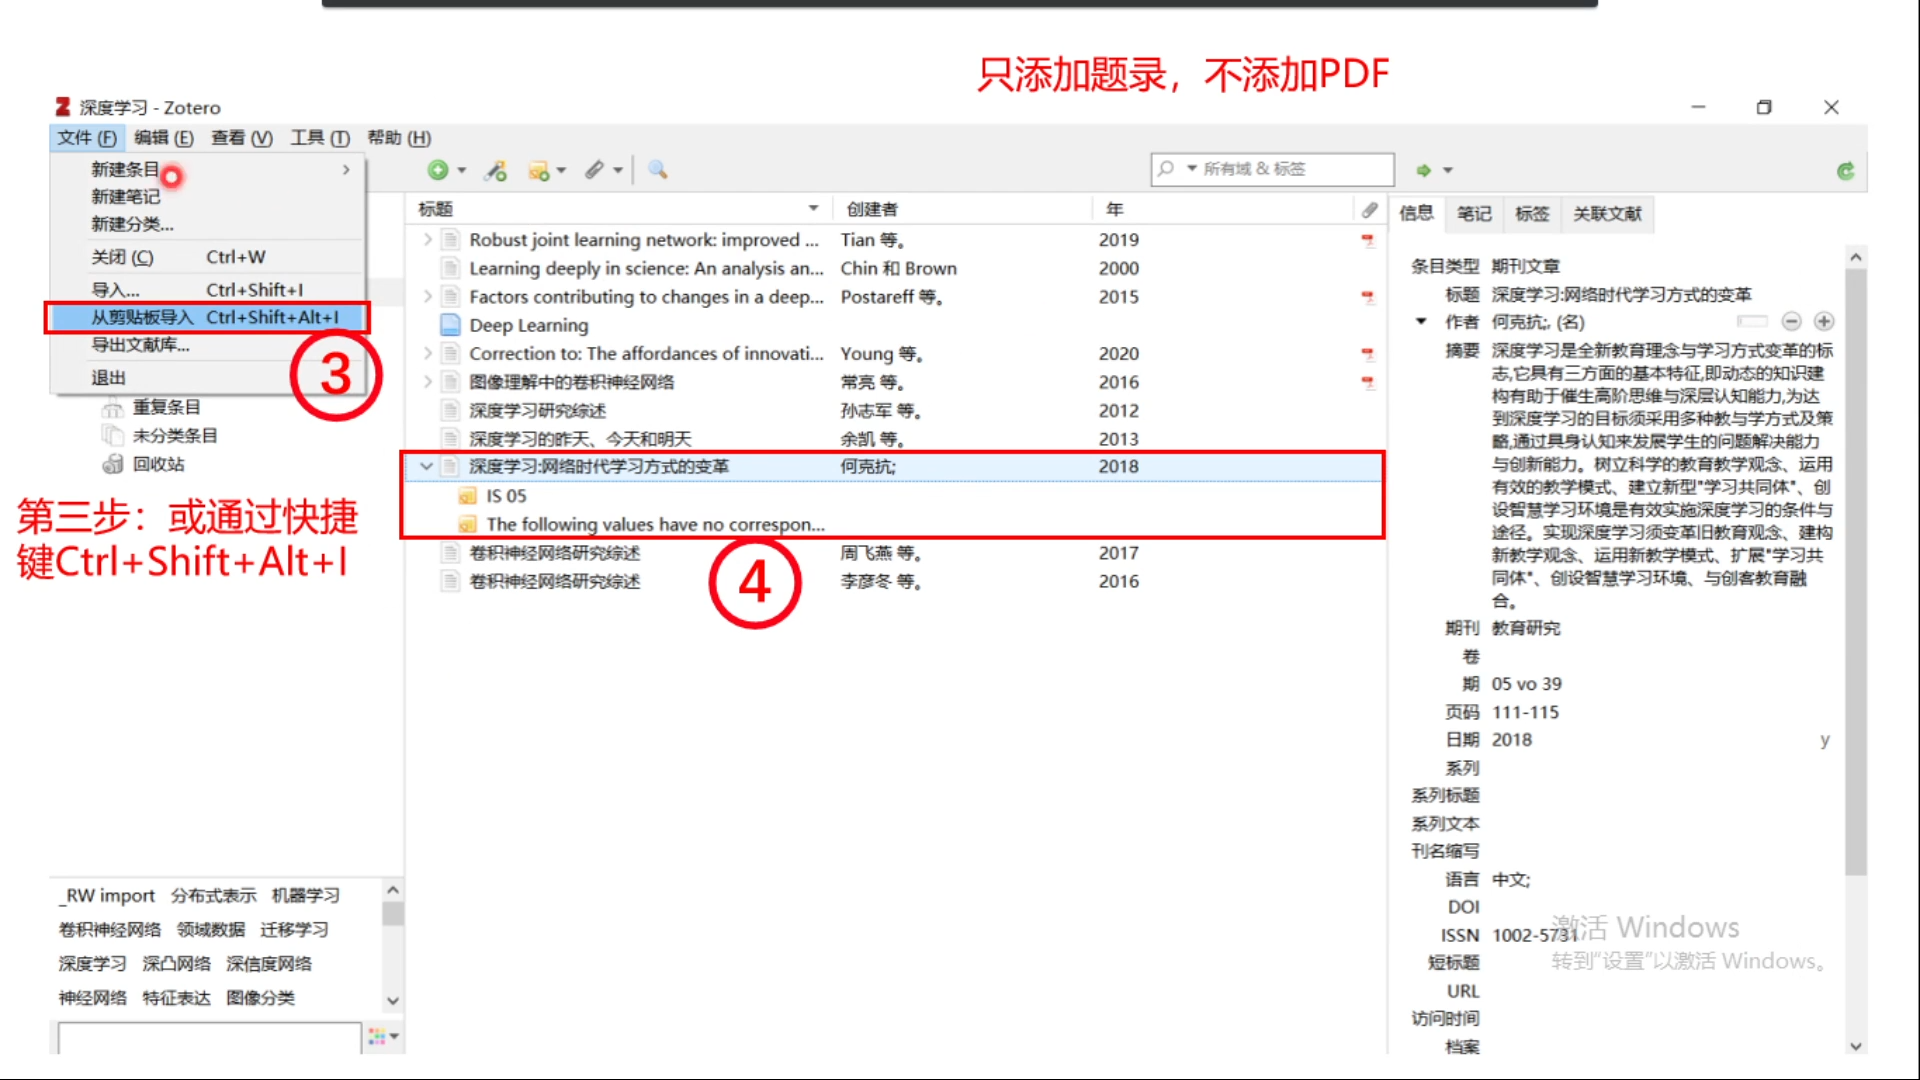 只添加题录，不添加PDF
深度学习 - Zotero
文件 (F) 编辑 (E) 查看 (V) 工具 (T) 帮助 (H)
新建条目
新建笔记
新建分类...
关闭 (C) Ctrl+W
导入... Ctrl+Shift+I
从剪贴板导入 Ctrl+Shift+Alt+I
导出文献库...
退出
③
重复条目
未分类条目
回收站
第三步：或通过快捷
键Ctrl+Shift+Alt+I
_RW import 分布式表示 机器学习
卷积神经网络 领域数据 迁移学习
深度学习 深凸网络 深信度网络
神经网络 特征表达 图像分类
所有域 & 标签
标题 创建者 年
Robust joint learning network: improved ... Tian 等。 2019
Learning deeply in science: An analysis an... Chin 和 Brown 2000
Factors contributing to changes in a deep... Postareff 等。 2015
Deep Learning
Correction to: The affordances of innovati... Young 等。 2020
图像理解中的卷积神经网络 常亮 等。 2016
深度学习研究综述 孙志军 等。 2012
深度学习的昨天、今天和明天 余凯 等。 2013
深度学习:网络时代学习方式的变革 何克抗; 2018
IS 05
The following values have no correspon...
卷积神经网络研究综述 周飞燕 等。 2017
卷积神经网络研究综述 李彦冬 等。 2016
④
信息 笔记 标签 关联文献
条目类型 期刊文章
标题 深度学习:网络时代学习方式的变革
作者 何克抗;, (名)
摘要 深度学习是全新教育理念与学习方式变革的标
志,它具有三方面的基本特征,即动态的知识建
构有助于催生高阶思维与深层认知能力,为达
到深度学习的目标须采用多种教与学方式及策
略,通过具身认知来发展学生的问题解决能力
与创新能力。树立科学的教育教学观念、运用
有效的教学模式、建立新型"学习共同体"、创
设智慧学习环境是有效实施深度学习的条件与
途径。实现深度学习须变革旧教育观念、建构
新教学观念、运用新教学模式、扩展"学习共
同体"、创设智慧学习环境、与创客教育融
合。
期刊 教育研究
卷
期 05 vo 39
页码 111-115
日期 2018 y
系列
系列标题
系列文本
刊名缩写
语言 中文;
DOI
ISSN 1002-5731
短标题
URL
访问时间
档案
激活 Windows
转到"设置"以激活 Windows。